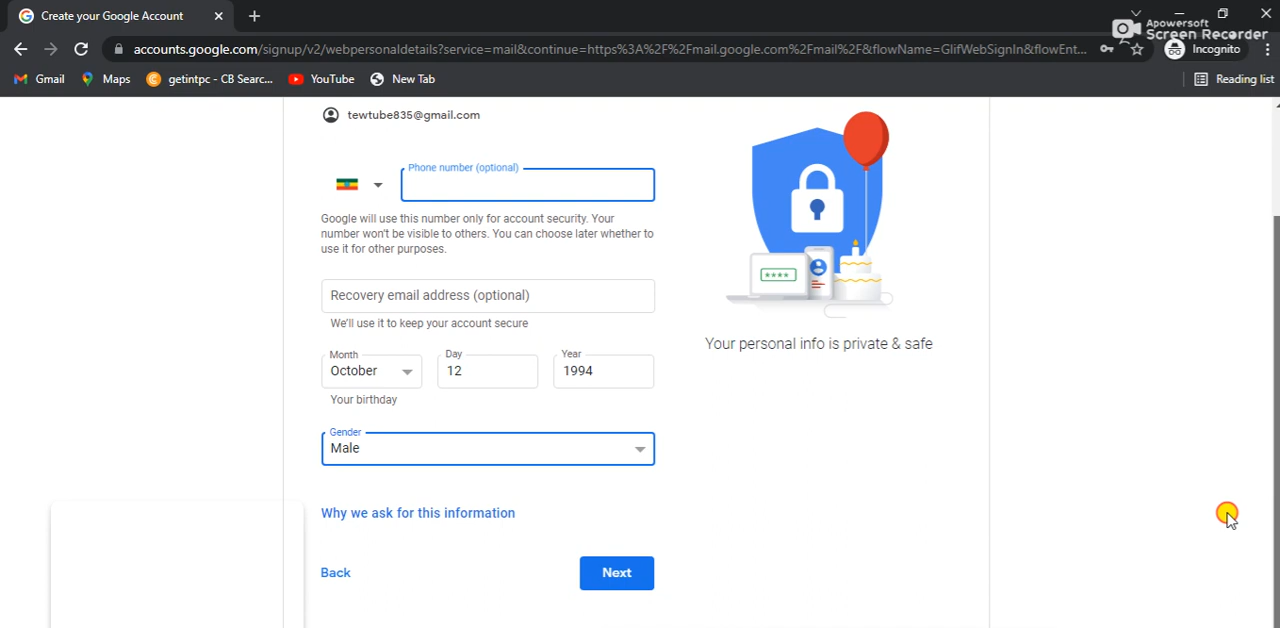 Create your Google Account
Apowersoft
Screen Recorder
accounts.google.com/signup/v2/webpersonaldetails?service=mail&continue=https%3A%2F%2Fmail.google.com%2Fmail%2F&flowName=GlifWebSignIn&flowEnt...
Incognito
Gmail
Maps
getintpc - CB Searc...
YouTube
New Tab
Reading list
tewtube835@gmail.com
Phone number (optional)
Google will use this number only for account security. Your
number won't be visible to others. You can choose later whether to
use it for other purposes.
Recovery email address (optional)
We'll use it to keep your account secure
Month
October
Day
12
Year
1994
Your birthday
Gender
Male
Why we ask for this information
Back
Next
****
Your personal info is private & safe